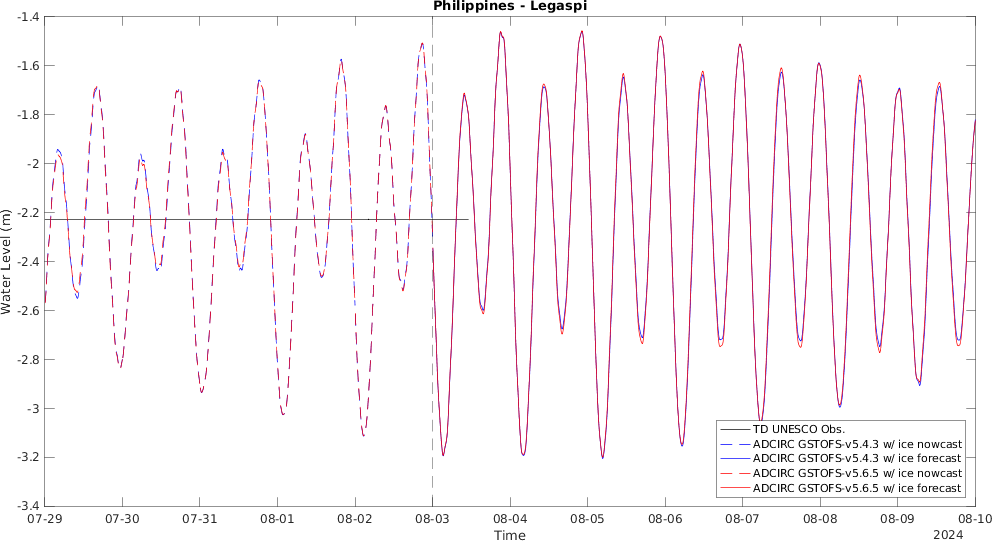 Philippines - Legaspi
Water Level (m)
-1.4
-1.6
-1.8
-2
-2.2
-2.4
-2.6
-2.8
-3
-3.2
-3.4
TD UNESCO Obs.
ADCIRC GSTOFS-v5.4.3 w/ ice nowcast
ADCIRC GSTOFS-v5.4.3 w/ ice forecast
ADCIRC GSTOFS-v5.6.5 w/ ice nowcast
ADCIRC GSTOFS-v5.6.5 w/ ice forecast
07-29 07-30 07-31 08-01 08-02 08-03 08-04 08-05 08-06 08-07 08-08 08-09 08-10
Time
2024